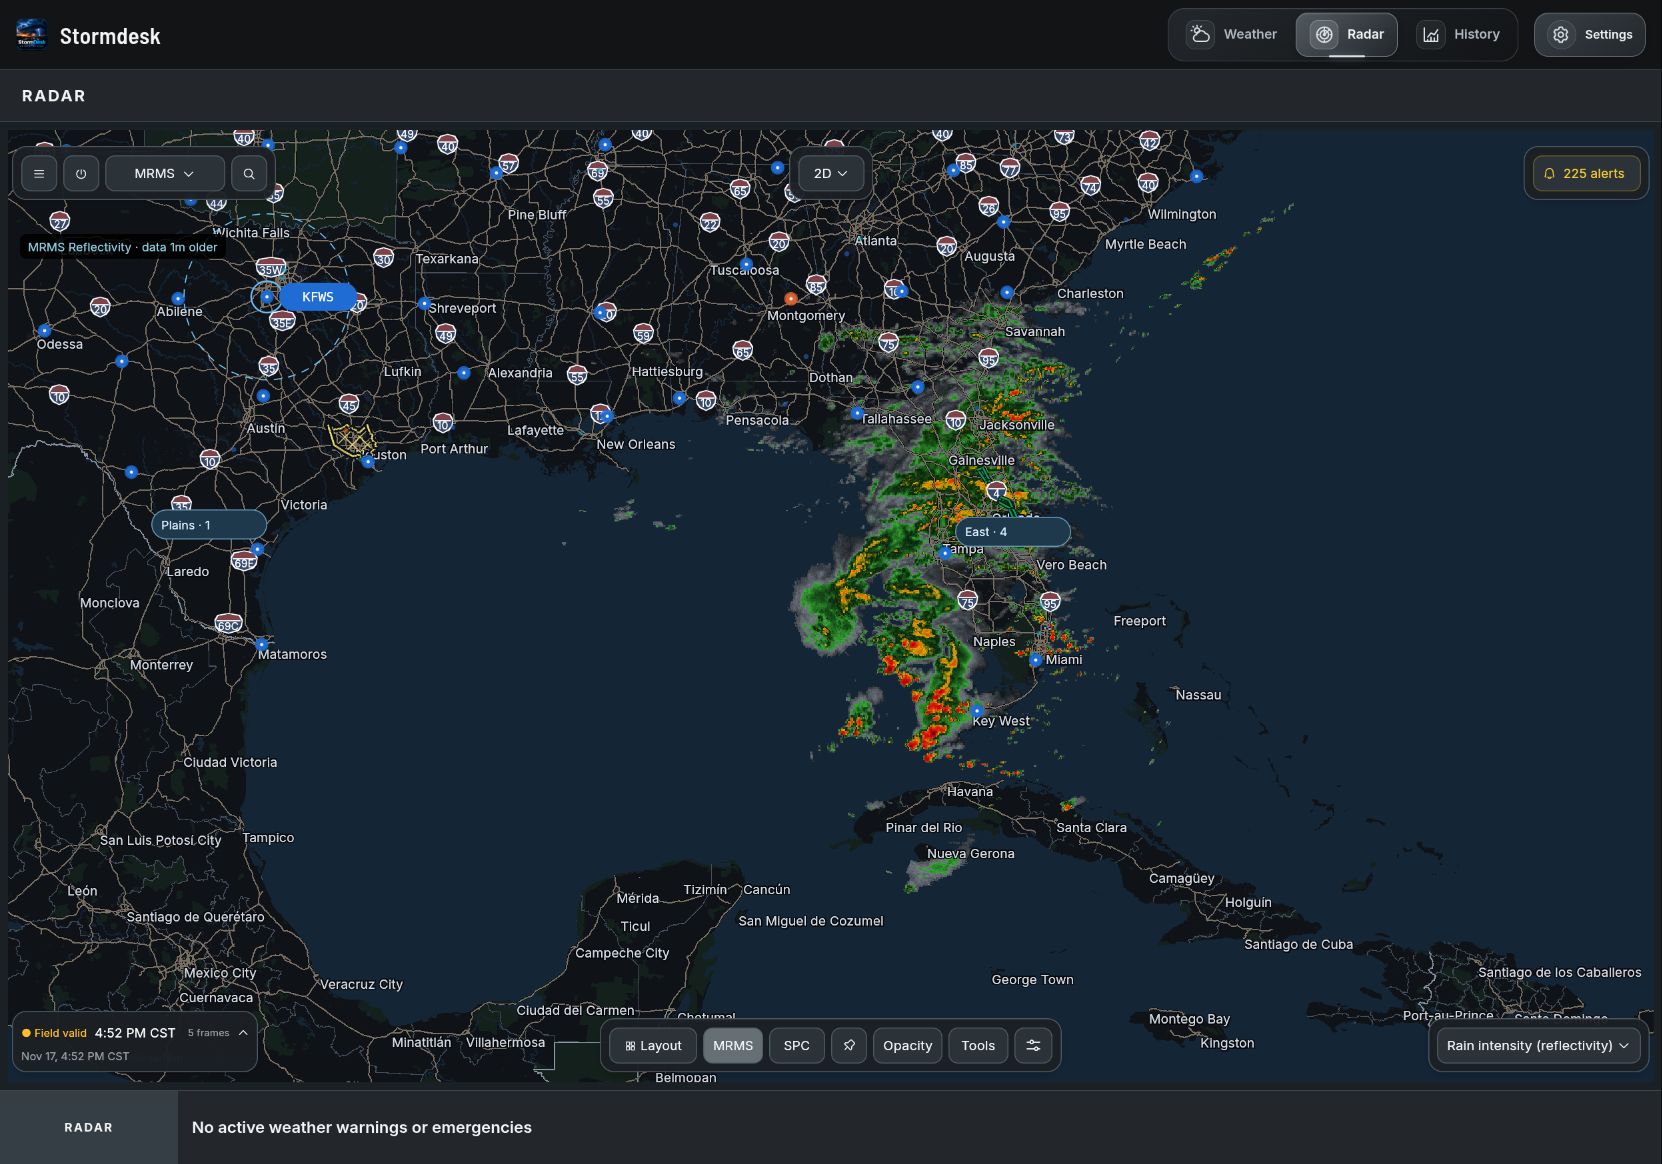 Stormdesk
Weather
Radar
History
Settings
RADAR
MRMS
2D
225 alerts
MRMS Reflectivity · data 1m older
KFWS
Plains · 1
East · 4
Wichita Falls
Pine Bluff
Texarkana
Tuscaloosa
Atlanta
Augusta
Wilmington
Myrtle Beach
Charleston
Savannah
Abilene
Shreveport
Montgomery
Odessa
Lufkin
Alexandria
Hattiesburg
Dothan
Austin
Lafayette
Pensacola
Tallahassee
Jacksonville
Port Arthur
New Orleans
Gainesville
Victoria
Tampa
Vero Beach
Laredo
Monclova
Freeport
Naples
Miami
Matamoros
Monterrey
Nassau
Key West
Ciudad Victoria
Havana
Pinar del Rio
Santa Clara
San Luis Potosí City
Tampico
Nueva Gerona
León
Mérida
Tizimín
Cancún
Camagüey
Holguín
Santiago de Querétaro
Ticul
San Miguel de Cozumel
Campeche City
Santiago de Cuba
Mexico City
Cuernavaca
Veracruz City
George Town
Santiago de los Caballeros
Ciudad del Carmen
Chetumal
Port-au-Prince
Santo Domingo
Montego Bay
Kingston
Minatitlán
Villahermosa
Belmopan
Field valid 4:52 PM CST 5 frames
Nov 17, 4:52 PM CST
Layout
MRMS
SPC
Opacity
Tools
Rain intensity (reflectivity)
RADAR
No active weather warnings or emergencies